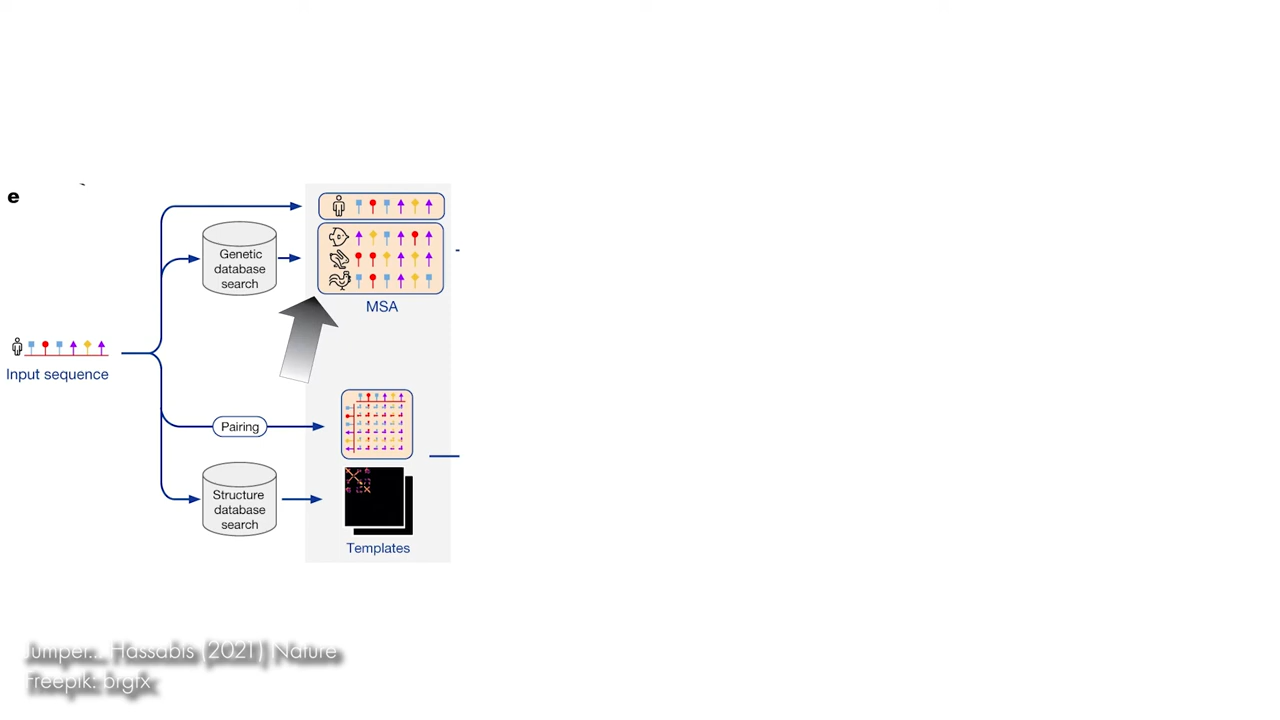 e
Genetic
database
search
MSA
Input sequence
Pairing
Structure
database
search
Templates
Jumper... Hassabis (2021) Nature
Freepik: brgfx